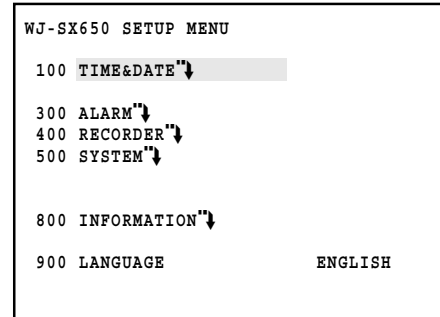 WJ-SX650 SETUP MENU
100 TIME&DATE
300 ALARM
400 RECORDER
500 SYSTEM
800 INFORMATION
900 LANGUAGE ENGLISH